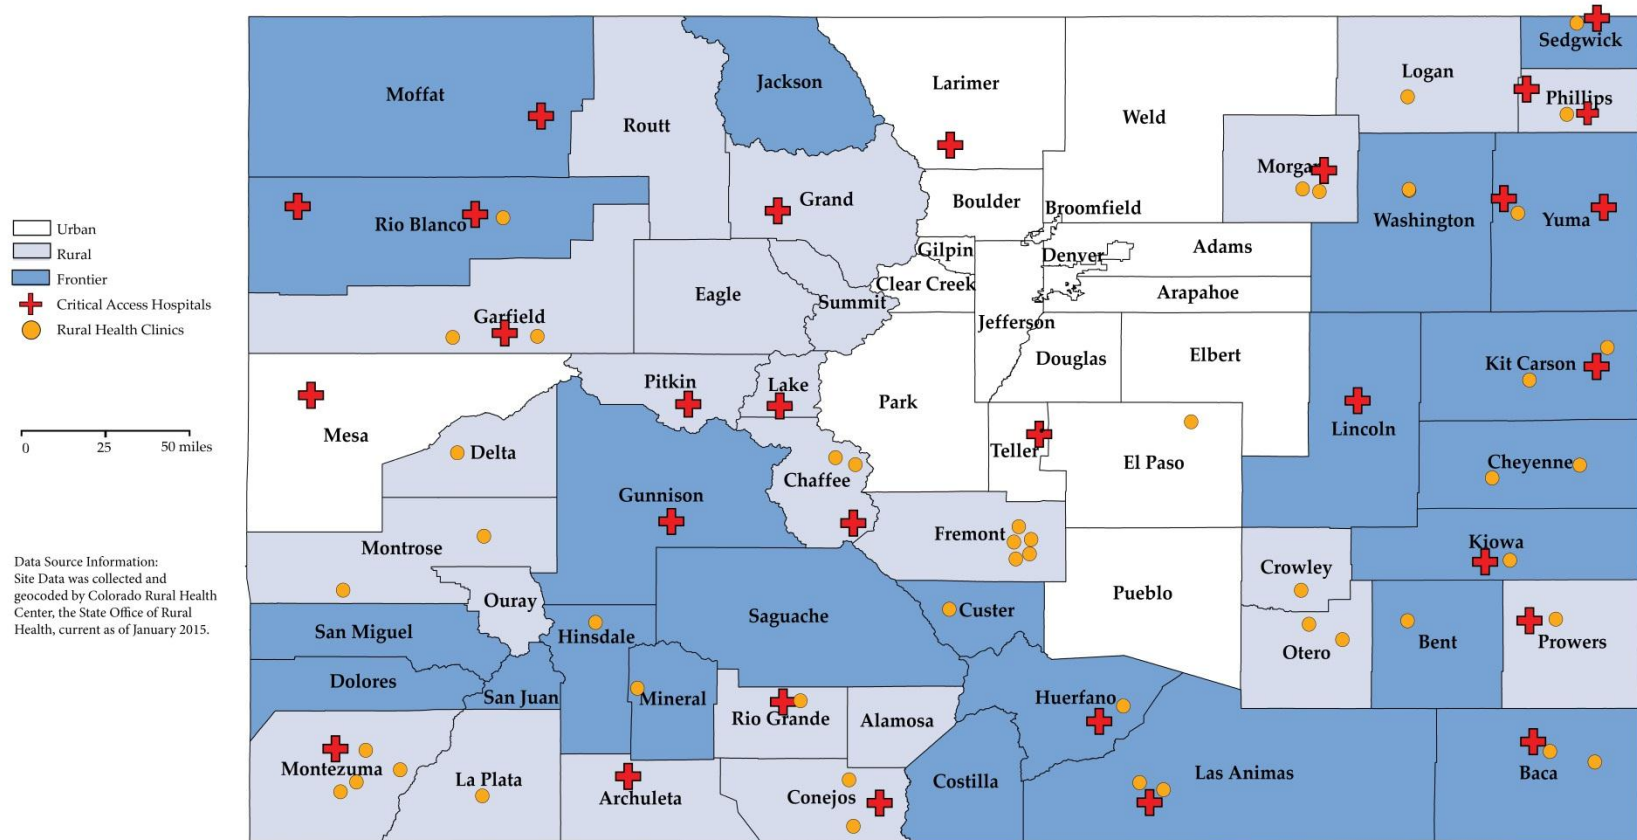 Urban
Rural
Frontier
Critical Access Hospitals
Rural Health Clinics
0 25 50 miles
Data Source Information:
Site Data was collected and
geocoded by Colorado Rural Health
Center, the State Office of Rural
Health, current as of January 2015.
Sedgwick
Logan
Jackson
Larimer
Moffat
Phillips
Weld
Routt
Morgan
Grand
Boulder
Broomfield
Rio Blanco
Washington
Yuma
Gilpin
Denver
Adams
Clear Creek
Eagle
Summit
Arapahoe
Garfield
Jefferson
Douglas
Elbert
Kit Carson
Pitkin
Lake
Park
Mesa
Lincoln
Delta
Teller
El Paso
Cheyenne
Chaffee
Gunnison
Fremont
Montrose
Kiowa
Crowley
Ouray
Pueblo
Custer
Saguache
San Miguel
Hinsdale
Otero
Bent
Prowers
Dolores
San Juan
Mineral
Huerfano
Rio Grande
Alamosa
Montezuma
La Plata
Archuleta
Conejos
Costilla
Las Animas
Baca